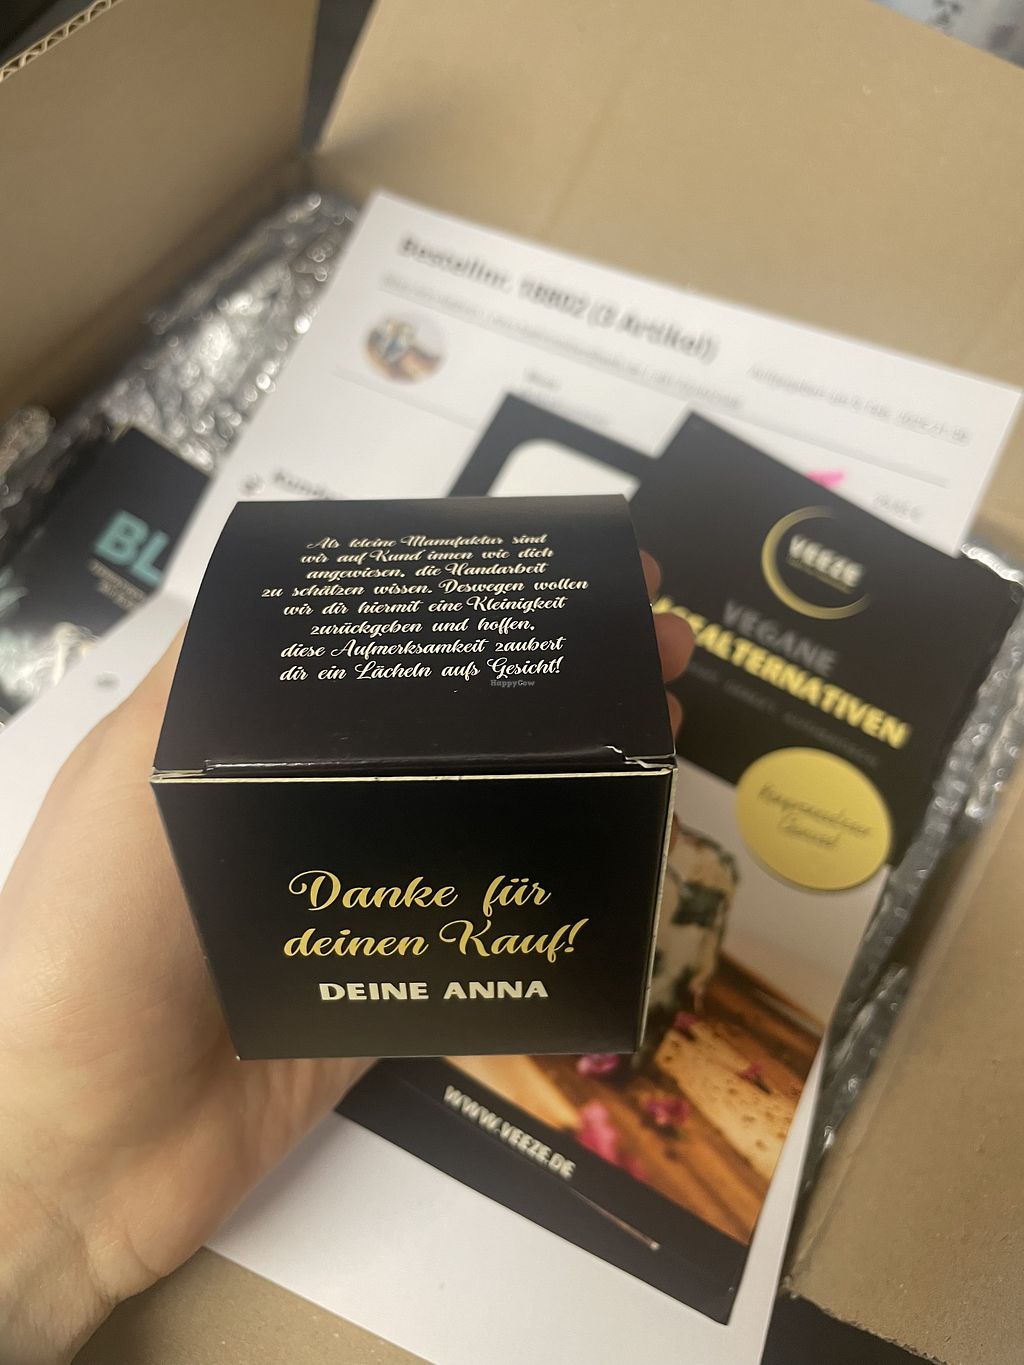 Bestellnr. 18802 (3 Artikel)
BL
VEEZE
VEGANE
KÄSEALTERNATIVEN
Als kleine Manufaktur sind
wir auf Kund innen wie dich
angewiesen, die Handarbeit
zu schätzen wissen. Deswegen wollen
wir dir hiermit eine Kleinigkeit
zurückgeben und hoffen,
diese Aufmerksamkeit zaubert
dir ein Lächeln aufs Gesicht!
HappyCow
Danke für
deinen Kauf!
DEINE ANNA
WWW.VEEZE.DE